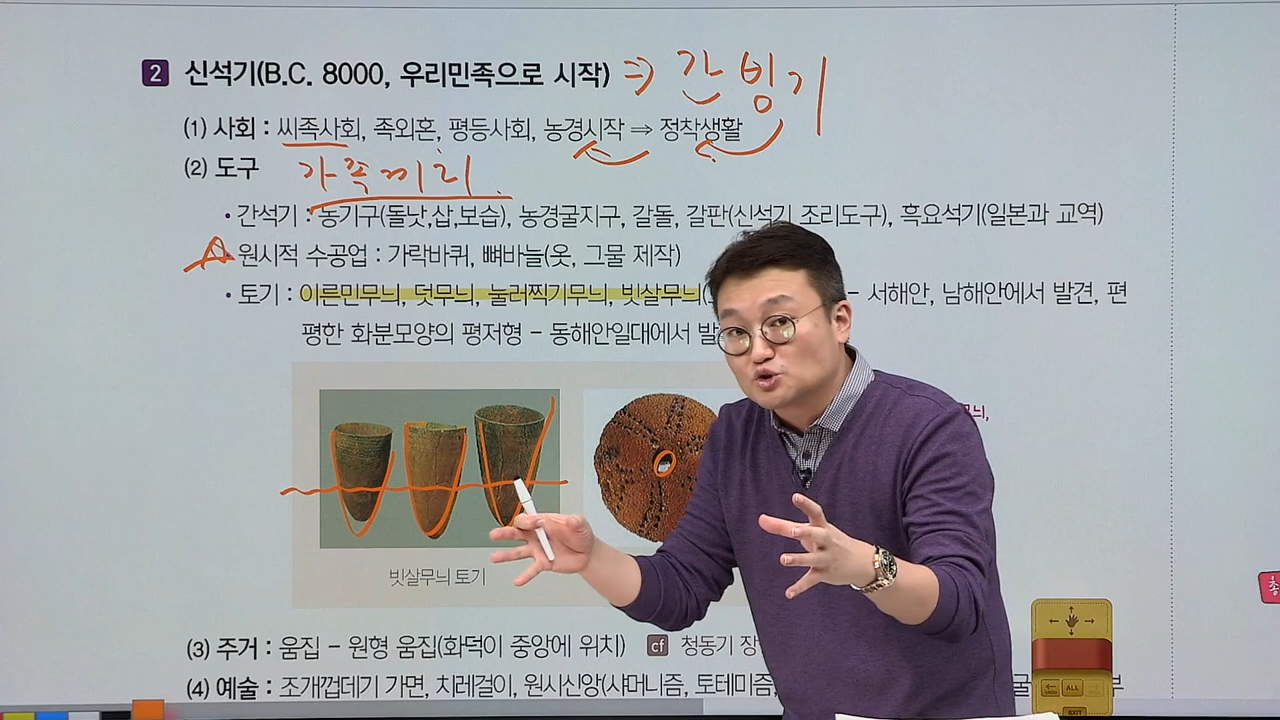 2 신석기(B.C. 8000, 우리민족으로 시작) ⇒ 간빙기
(1) 사회 : 씨족사회, 족외혼, 평등사회, 농경시작 ⇒ 정착생활
(2) 도구 가족끼리
• 간석기 : 농기구(돌낫,삽,보습), 농경굴지구, 갈돌, 갈판(신석기 조리도구), 흑요석기(일본과 교역)
• 원시적 수공업 : 가락바퀴, 뼈바늘(옷, 그물 제작)
• 토기 : 이른민무늬, 덧무늬, 눌러찍기무늬, 빗살무늬( – 서해안, 남해안에서 발견, 편
평한 화분모양의 평저형 – 동해안일대에서 발
빗살무늬 토기
(3) 주거 : 움집 – 원형 움집(화덕이 중앙에 위치) cf 청동기 장
(4) 예술 : 조개껍데기 가면, 치레걸이, 원시신앙(샤머니즘, 토테미즘,
ALL
EXIT